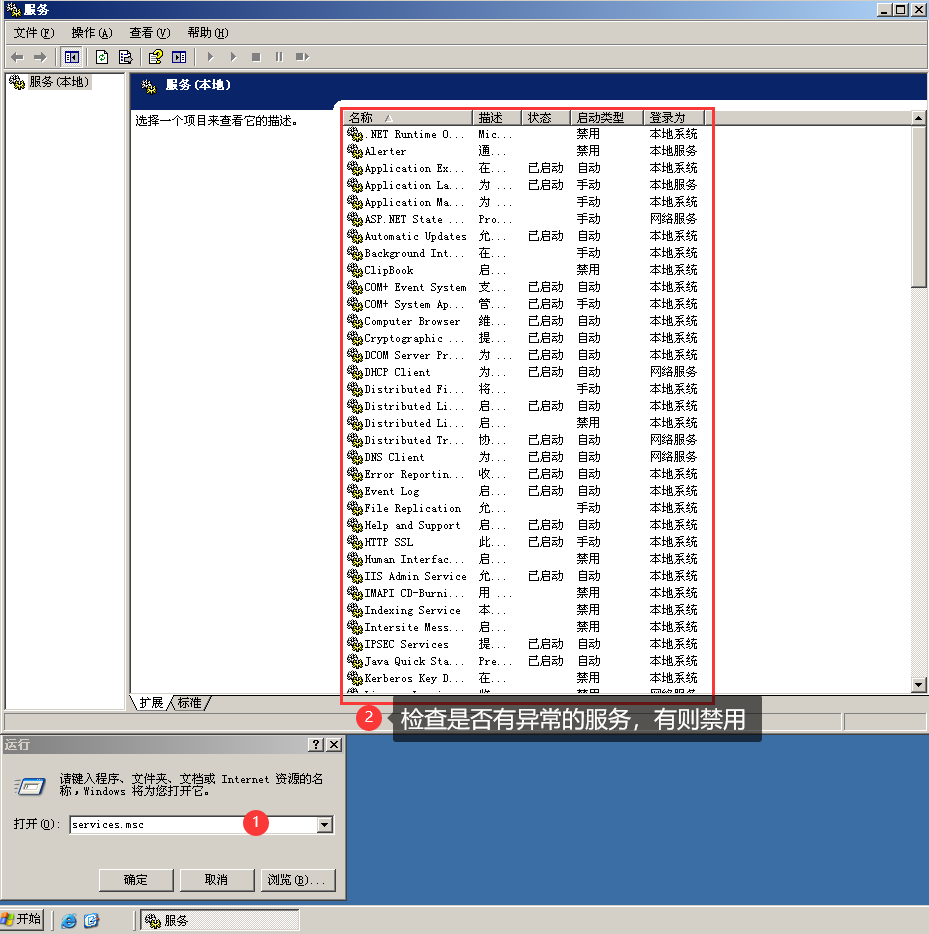 服务
文件(F) 操作(A) 查看(V) 帮助(H)
服务(本地)
服务(本地)
选择一个项目来查看它的描述。
名称 描述 状态 启动类型 登录为
.NET Runtime O... Mic... 禁用 本地系统
Alerter 通... 禁用 本地服务
Application Ex... 在... 已启动 自动 本地系统
Application La... 为 ... 已启动 手动 本地服务
Application Ma... 为 ... 手动 本地系统
ASP.NET State ... Pro... 手动 网络服务
Automatic Updates 允... 已启动 自动 本地系统
Background Int... 在... 手动 本地系统
ClipBook 启... 禁用 本地系统
COM+ Event System 支... 已启动 自动 本地系统
COM+ System Ap... 管... 已启动 手动 本地系统
Computer Browser 维... 已启动 自动 本地系统
Cryptographic ... 提... 已启动 自动 本地系统
DCOM Server Pr... 为 ... 已启动 自动 本地系统
DHCP Client 为... 已启动 自动 网络服务
Distributed Fi... 将... 手动 本地系统
Distributed Li... 启... 已启动 自动 本地系统
Distributed Li... 启... 禁用 本地系统
Distributed Tr... 协... 已启动 自动 网络服务
DNS Client 为... 已启动 自动 网络服务
Error Reportin... 收... 已启动 自动 本地系统
Event Log 启... 已启动 自动 本地系统
File Replication 允... 手动 本地系统
Help and Support 启... 已启动 自动 本地系统
HTTP SSL 此... 已启动 手动 本地系统
Human Interfac... 启... 禁用 本地系统
IIS Admin Service 允... 已启动 自动 本地系统
IMAPI CD-Burni... 用 ... 禁用 本地系统
Indexing Service 本... 禁用 本地系统
Intersite Mess... 启... 禁用 本地系统
IPSEC Services 提... 已启动 自动 本地系统
Java Quick Sta... Pre... 已启动 自动 本地系统
Kerberos Key D... 在... 禁用 本地系统
扩展 标准
2 检查是否有异常的服务，有则禁用
运行
请键入程序、文件夹、文档或 Internet 资源的名
称，Windows 将为您打开它。
打开(O): services.msc 1
确定 取消 浏览(B)...
开始 服务